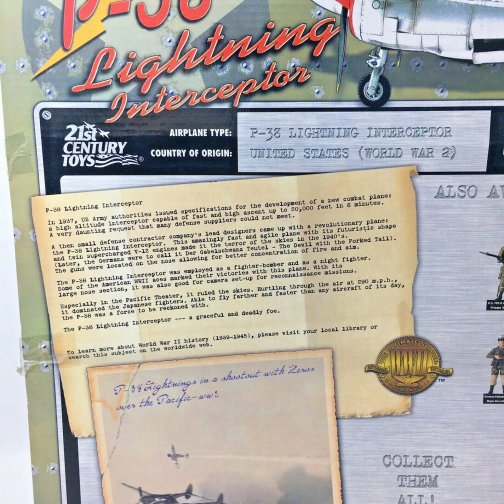 P-38
Lightning
Interceptor
21st
CENTURY
TOYS
AIRPLANE TYPE:
P-38 LIGHTNING INTERCEPTOR
COUNTRY OF ORIGIN:
UNITED STATES (WORLD WAR 2)
ALSO AV
P-38 Lightning Interceptor
In 1937, US Army authorities issued specifications for the development of a new combat plane:
a high altitude interceptor capable of fast and high ascent up to 20,000 feet in 6 minutes.
A very daunting request that many defense suppliers could not meet.
A then small defense contractor company's lead designers came up with a revolutionary plane:
the P-38 Lightning Interceptor. This amazingly fast and agile plane with its futuristic shape
and twin supercharged engines made it the terror of the skies in the 1940's.
(Later, the Germans were to call it Der Gabelschwanz Teufel - The Devil with the Forked Tail).
The guns were located on the nose allowing for better concentration of fire and aim.
The P-38 Lightning Interceptor was employed as a fighter-bomber and as a night fighter.
Some of the American WWII aces marked their victories with this plane. With its
large nose section, it was also good for camera set-up for reconnaissance missions.
Especially in the Pacific Theater, it ruled the skies. Hurtling through the air at
it dominated the Japanese fighters. Able to fly farther and faster than any aircraft of its day,
the P-38 was a force to be reckoned with.
The P-38 Lightning Interceptor --- a graceful and deadly foe.
To learn more about World War II history (1939-1945), please visit your local library or
search this subject on the worldwide web.
P-38 Lightnings in a shootout with Zeros
over the Pacific-ww2
WWII
TM
COLLECT
THEM
ALL!